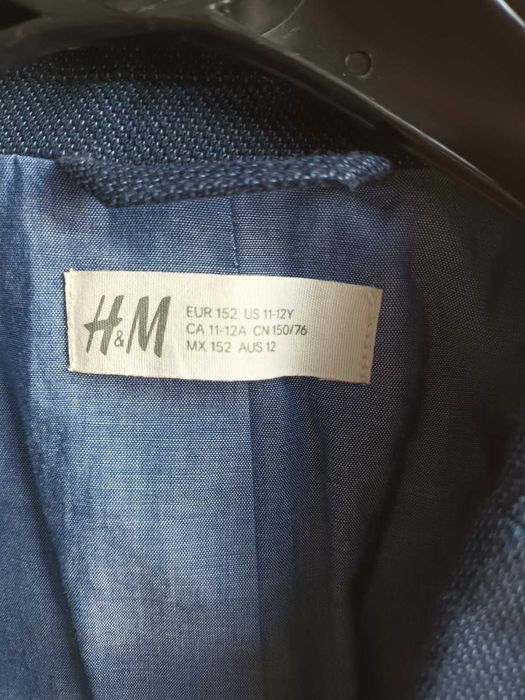 H&M
EUR 152 US 11-12Y
CA 11-12A CN 150/76
MX 152 AUS 12